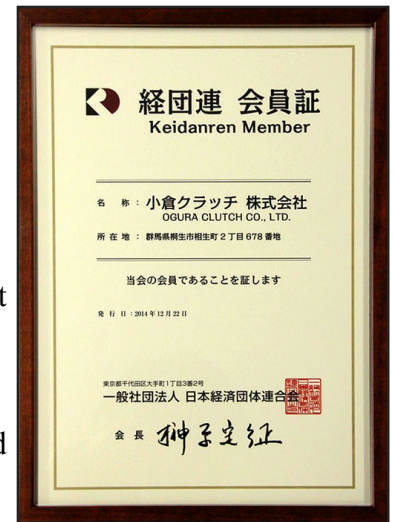 経団連 会員証
Keidanren Member
名 称 : 小倉クラッチ 株式会社
OGURA CLUTCH CO., LTD.
所 在 地 : 群馬県桐生市相生町2丁目678番地
当会の会員であることを証します
発 行 日 : 2014年12月22日
東京都千代田区大手町1丁目3番2号
一般社団法人 日本経済団体連合会
会 長 榊原定征
t
d